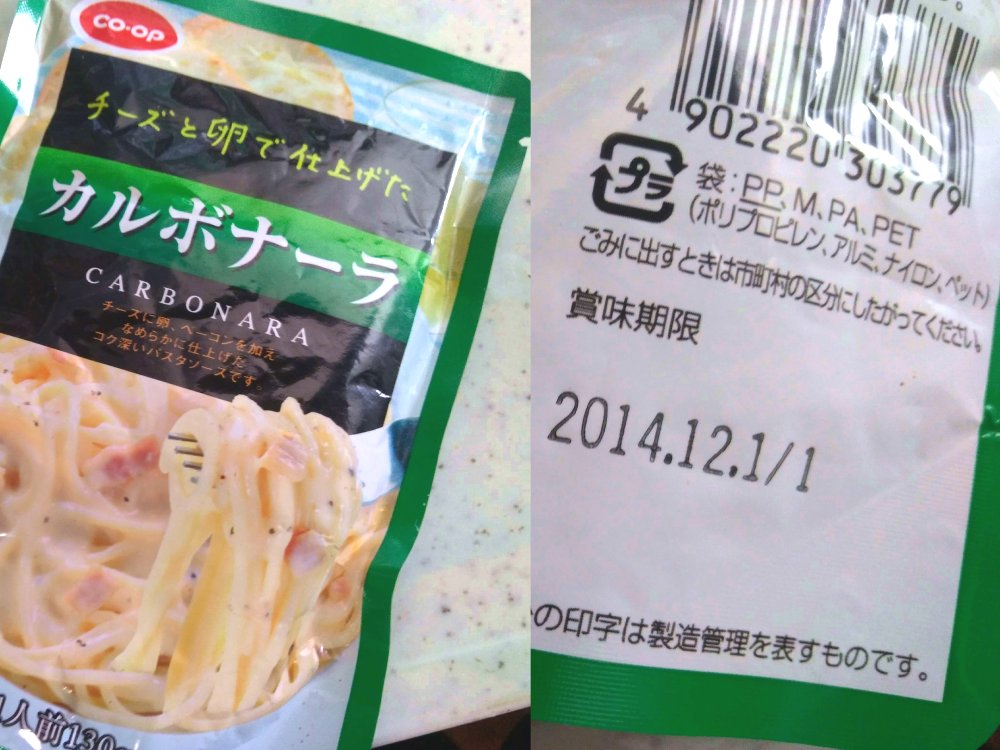 CO-OP
チーズと卵で仕上げた
カルボナーラ
CARBONARA
チーズに卵、ベーコンを加え
なめらかに仕上げた
コク深いパスタソースです。
1人前130
4 902220 303779
プラ
袋:PP、M、PA、PET
(ポリプロピレン、アルミ、ナイロン、ペット)
ごみに出すときは市町村の区分にしたがってください。
賞味期限
2014.12.1/1
の印字は製造管理を表すものです。